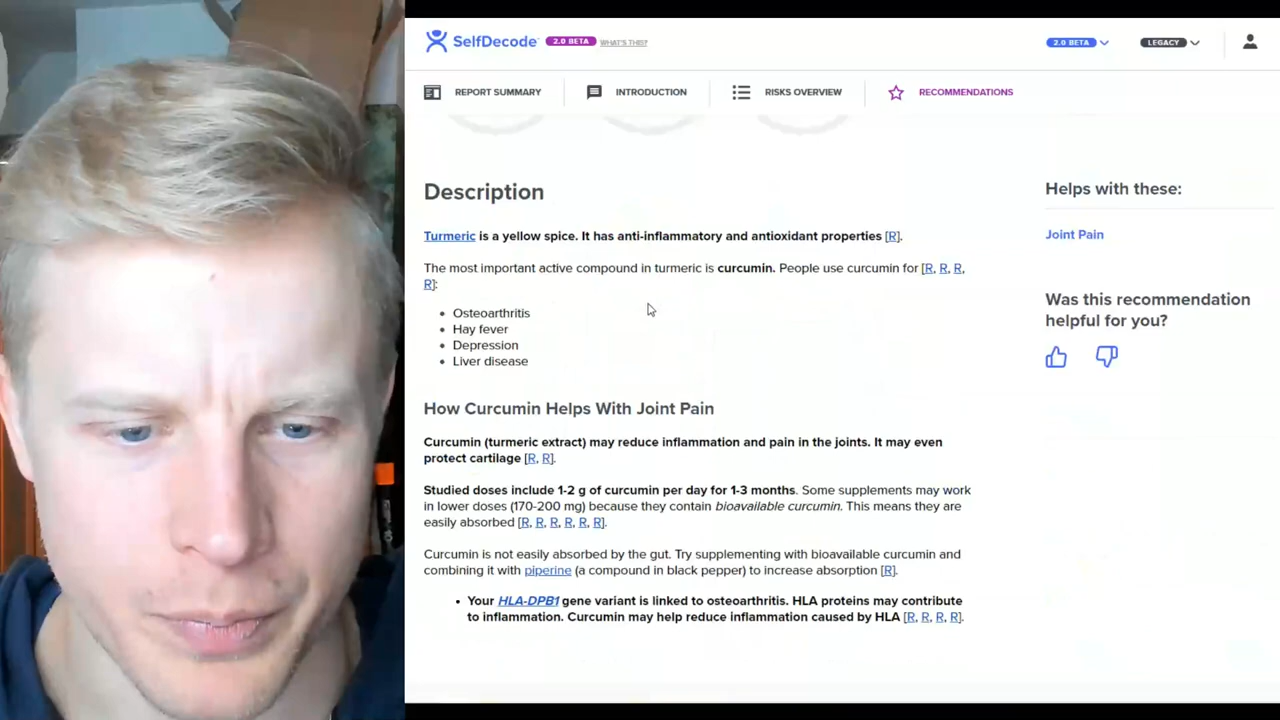 SelfDecode 2.0 BETA WHAT'S THIS? 2.0 BETA LEGACY
REPORT SUMMARY INTRODUCTION RISKS OVERVIEW RECOMMENDATIONS
Description
Turmeric is a yellow spice. It has anti-inflammatory and antioxidant properties [R].
The most important active compound in turmeric is curcumin. People use curcumin for [R, R, R,
R]:
• Osteoarthritis
• Hay fever
• Depression
• Liver disease
How Curcumin Helps With Joint Pain
Curcumin (turmeric extract) may reduce inflammation and pain in the joints. It may even
protect cartilage [R, R].
Studied doses include 1-2 g of curcumin per day for 1-3 months. Some supplements may work
in lower doses (170-200 mg) because they contain bioavailable curcumin. This means they are
easily absorbed [R, R, R, R, R, R].
Curcumin is not easily absorbed by the gut. Try supplementing with bioavailable curcumin and
combining it with piperine (a compound in black pepper) to increase absorption [R].
• Your HLA-DPB1 gene variant is linked to osteoarthritis. HLA proteins may contribute
to inflammation. Curcumin may help reduce inflammation caused by HLA [R, R, R, R].
Helps with these:
Joint Pain
Was this recommendation
helpful for you?